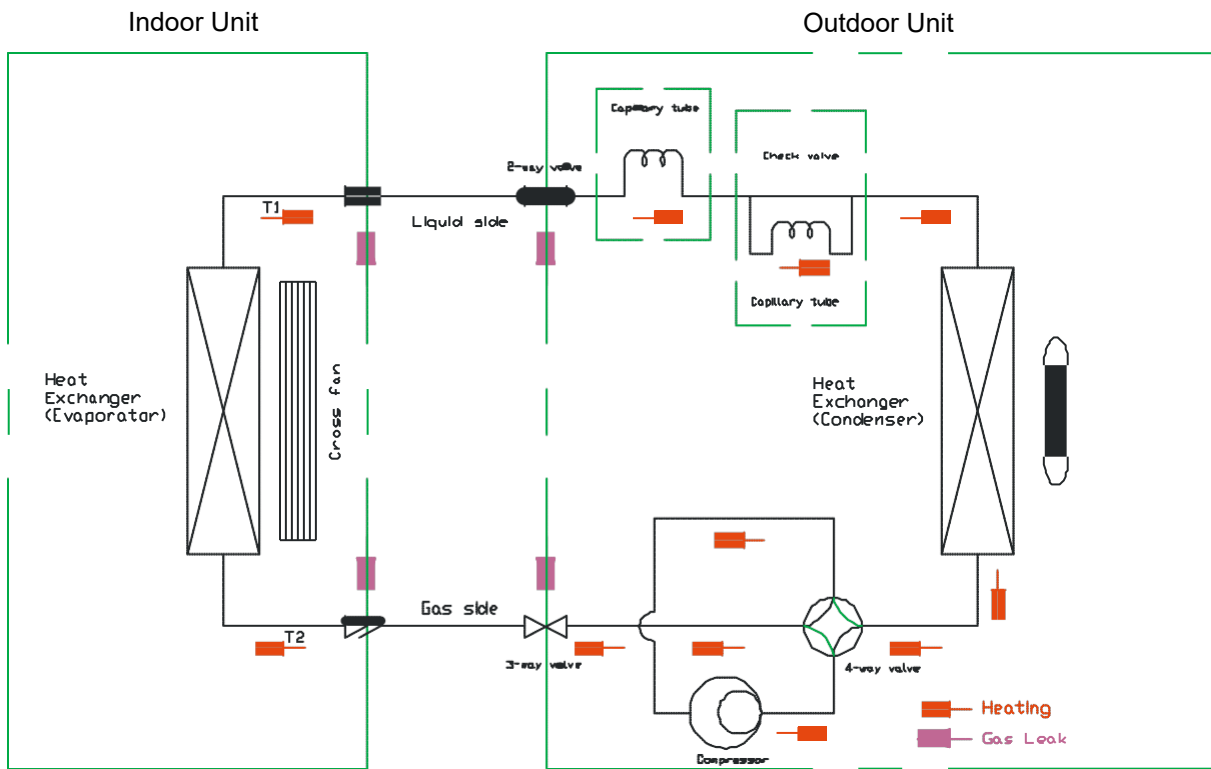 Indoor Unit
Outdoor Unit
Capillary tube
Check valve
2-way valve
T1
Liquid side
Capillary tube
Heat
Exchanger
(Evaporator)
Cross fan
Heat
Exchanger
(Condenser)
Gas side
T2
3-way valve
4-way valve
Compressor
Heating
Gas Leak